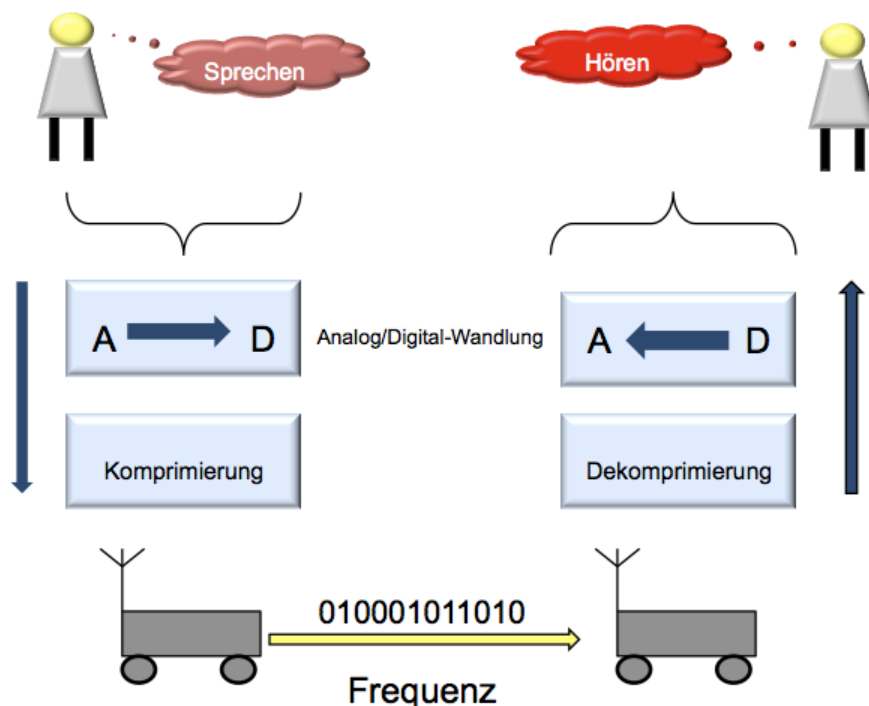 Sprechen
Hören
A D
Analog/Digital-Wandlung
A D
Komprimierung
Dekomprimierung
010001011010
Frequenz